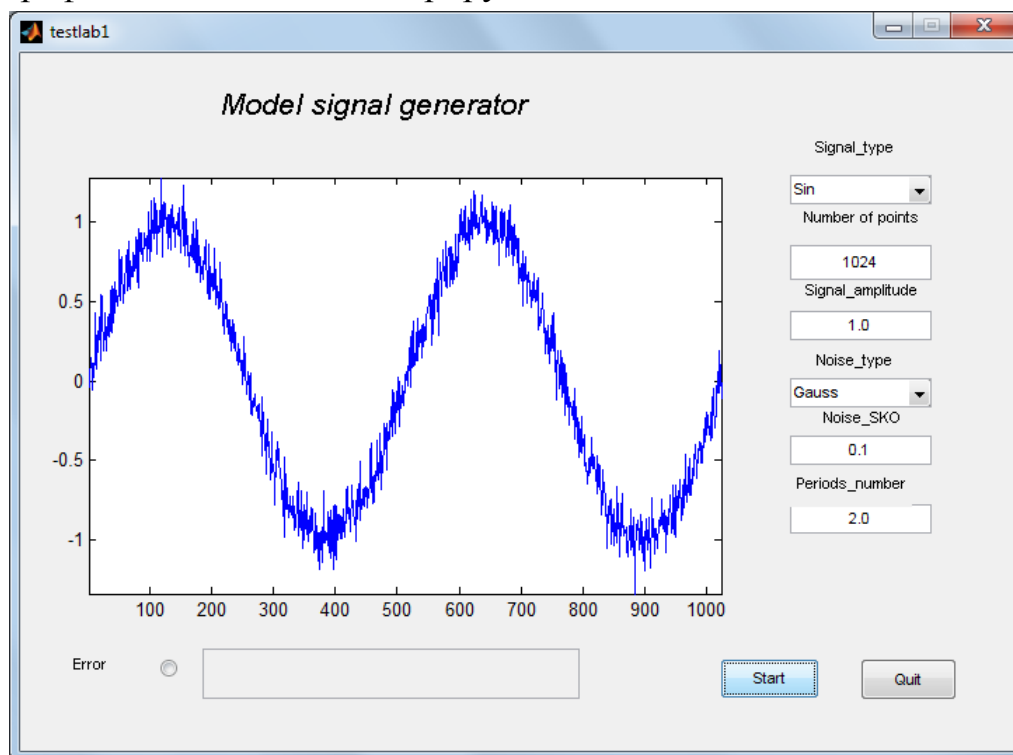 testlab1
Model signal generator
Signal_type
Sin
Number of points
1024
Signal_amplitude
1.0
Noise_type
Gauss
Noise_SKO
0.1
Periods_number
2.0
1
0.5
0
-0.5
-1
100 200 300 400 500 600 700 800 900 1000
Error
Start Quit